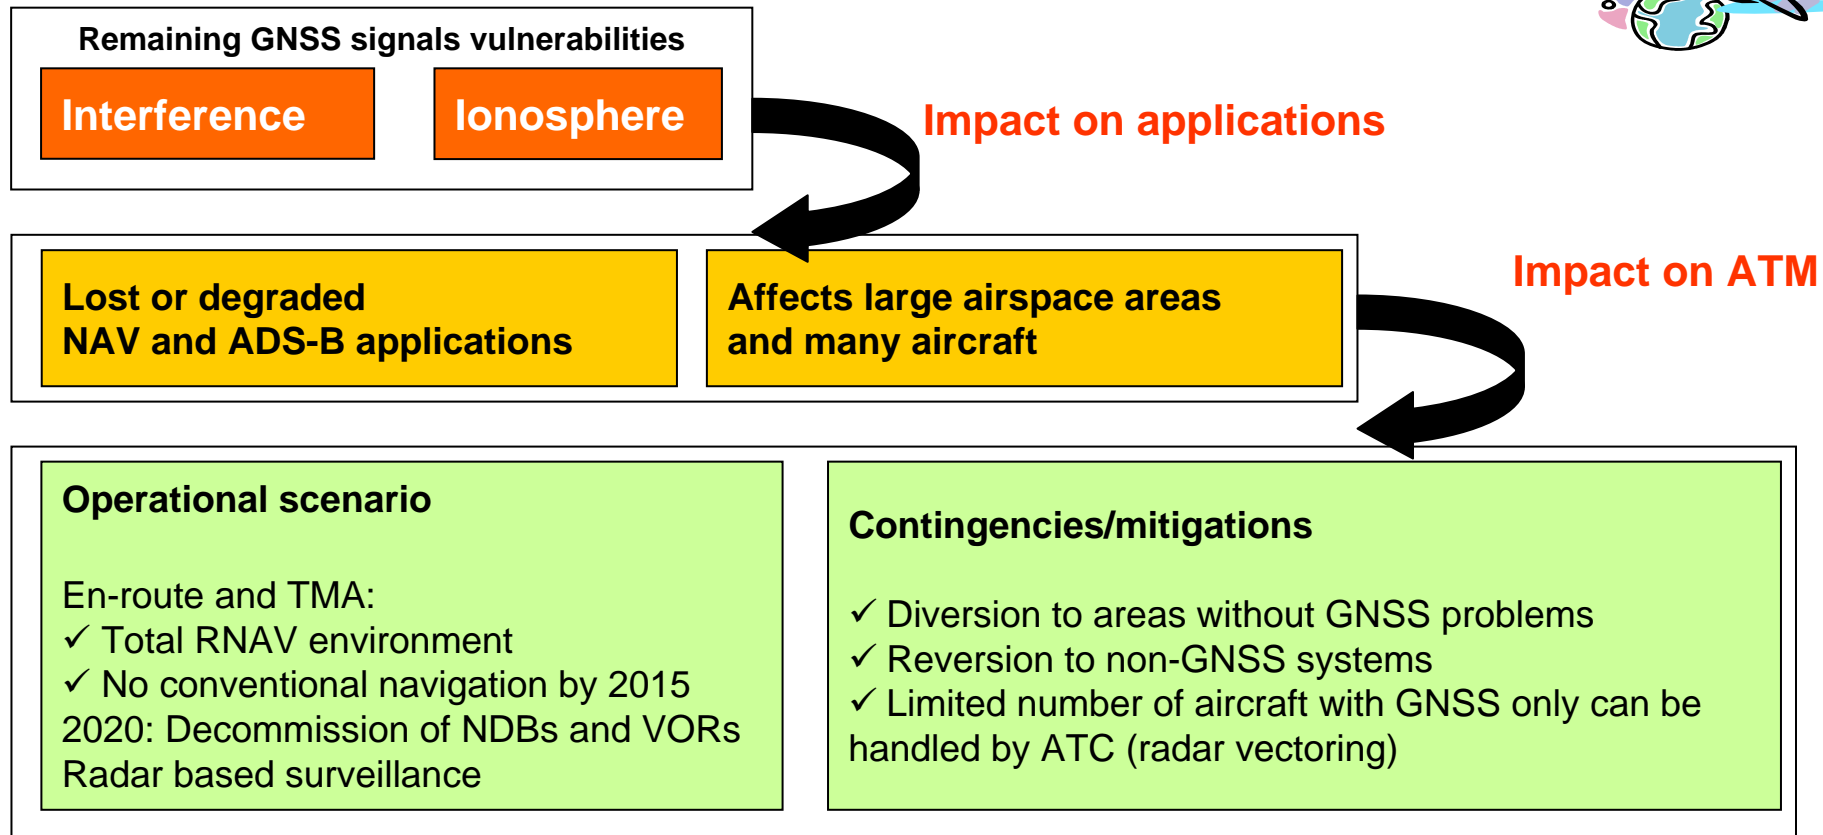 Remaining GNSS signals vulnerabilities
Interference
Ionosphere
Impact on applications
Lost or degraded
NAV and ADS-B applications
Affects large airspace areas
and many aircraft
Impact on ATM
Operational scenario
En-route and TMA:
✓ Total RNAV environment
✓ No conventional navigation by 2015
2020: Decommission of NDBs and VORs
Radar based surveillance
Contingencies/mitigations
✓ Diversion to areas without GNSS problems
✓ Reversion to non-GNSS systems
✓ Limited number of aircraft with GNSS only can be
handled by ATC (radar vectoring)